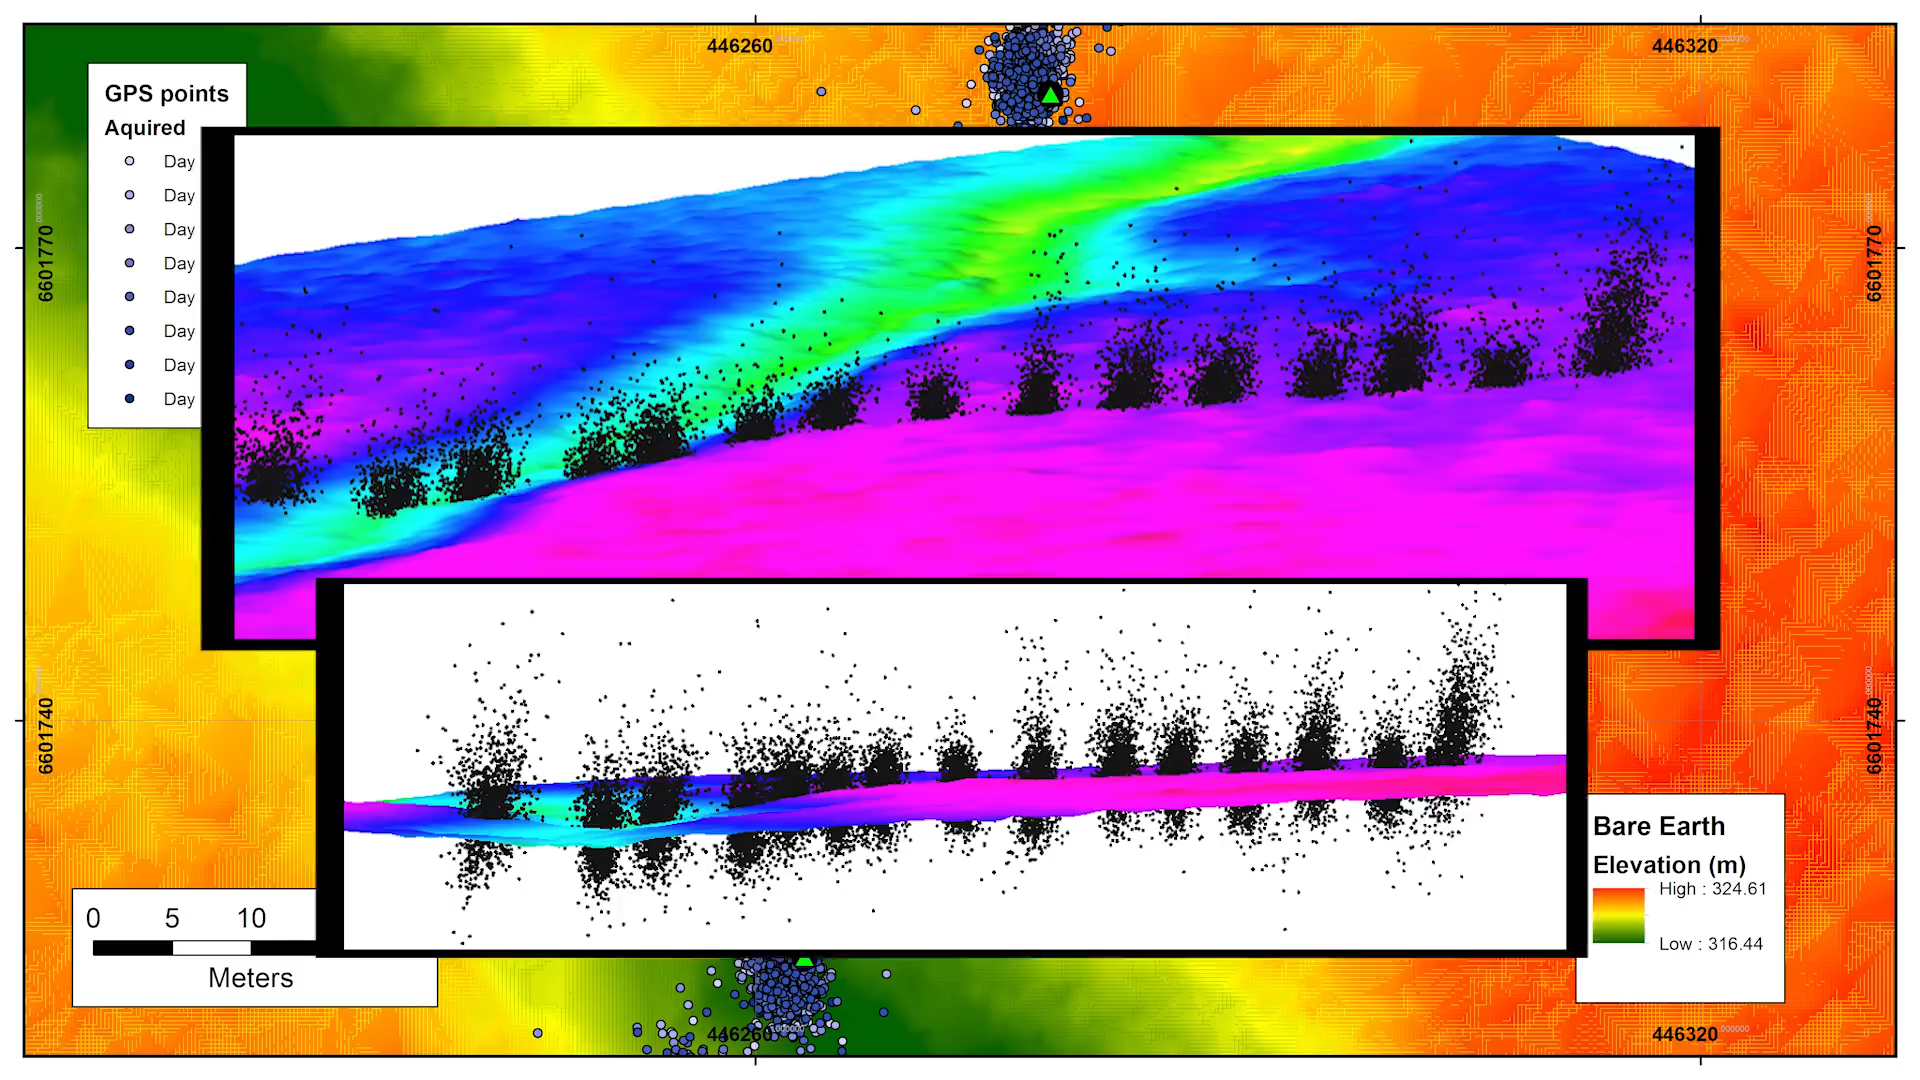 446260
446320
GPS points
Aquired
Day
Day
Day
Day
Day
Day
Day
Day
6601770
6601770
6601740
6601740
Bare Earth
Elevation (m)
High : 324.61
Low : 316.44
0 5 10
Meters
446260
446320